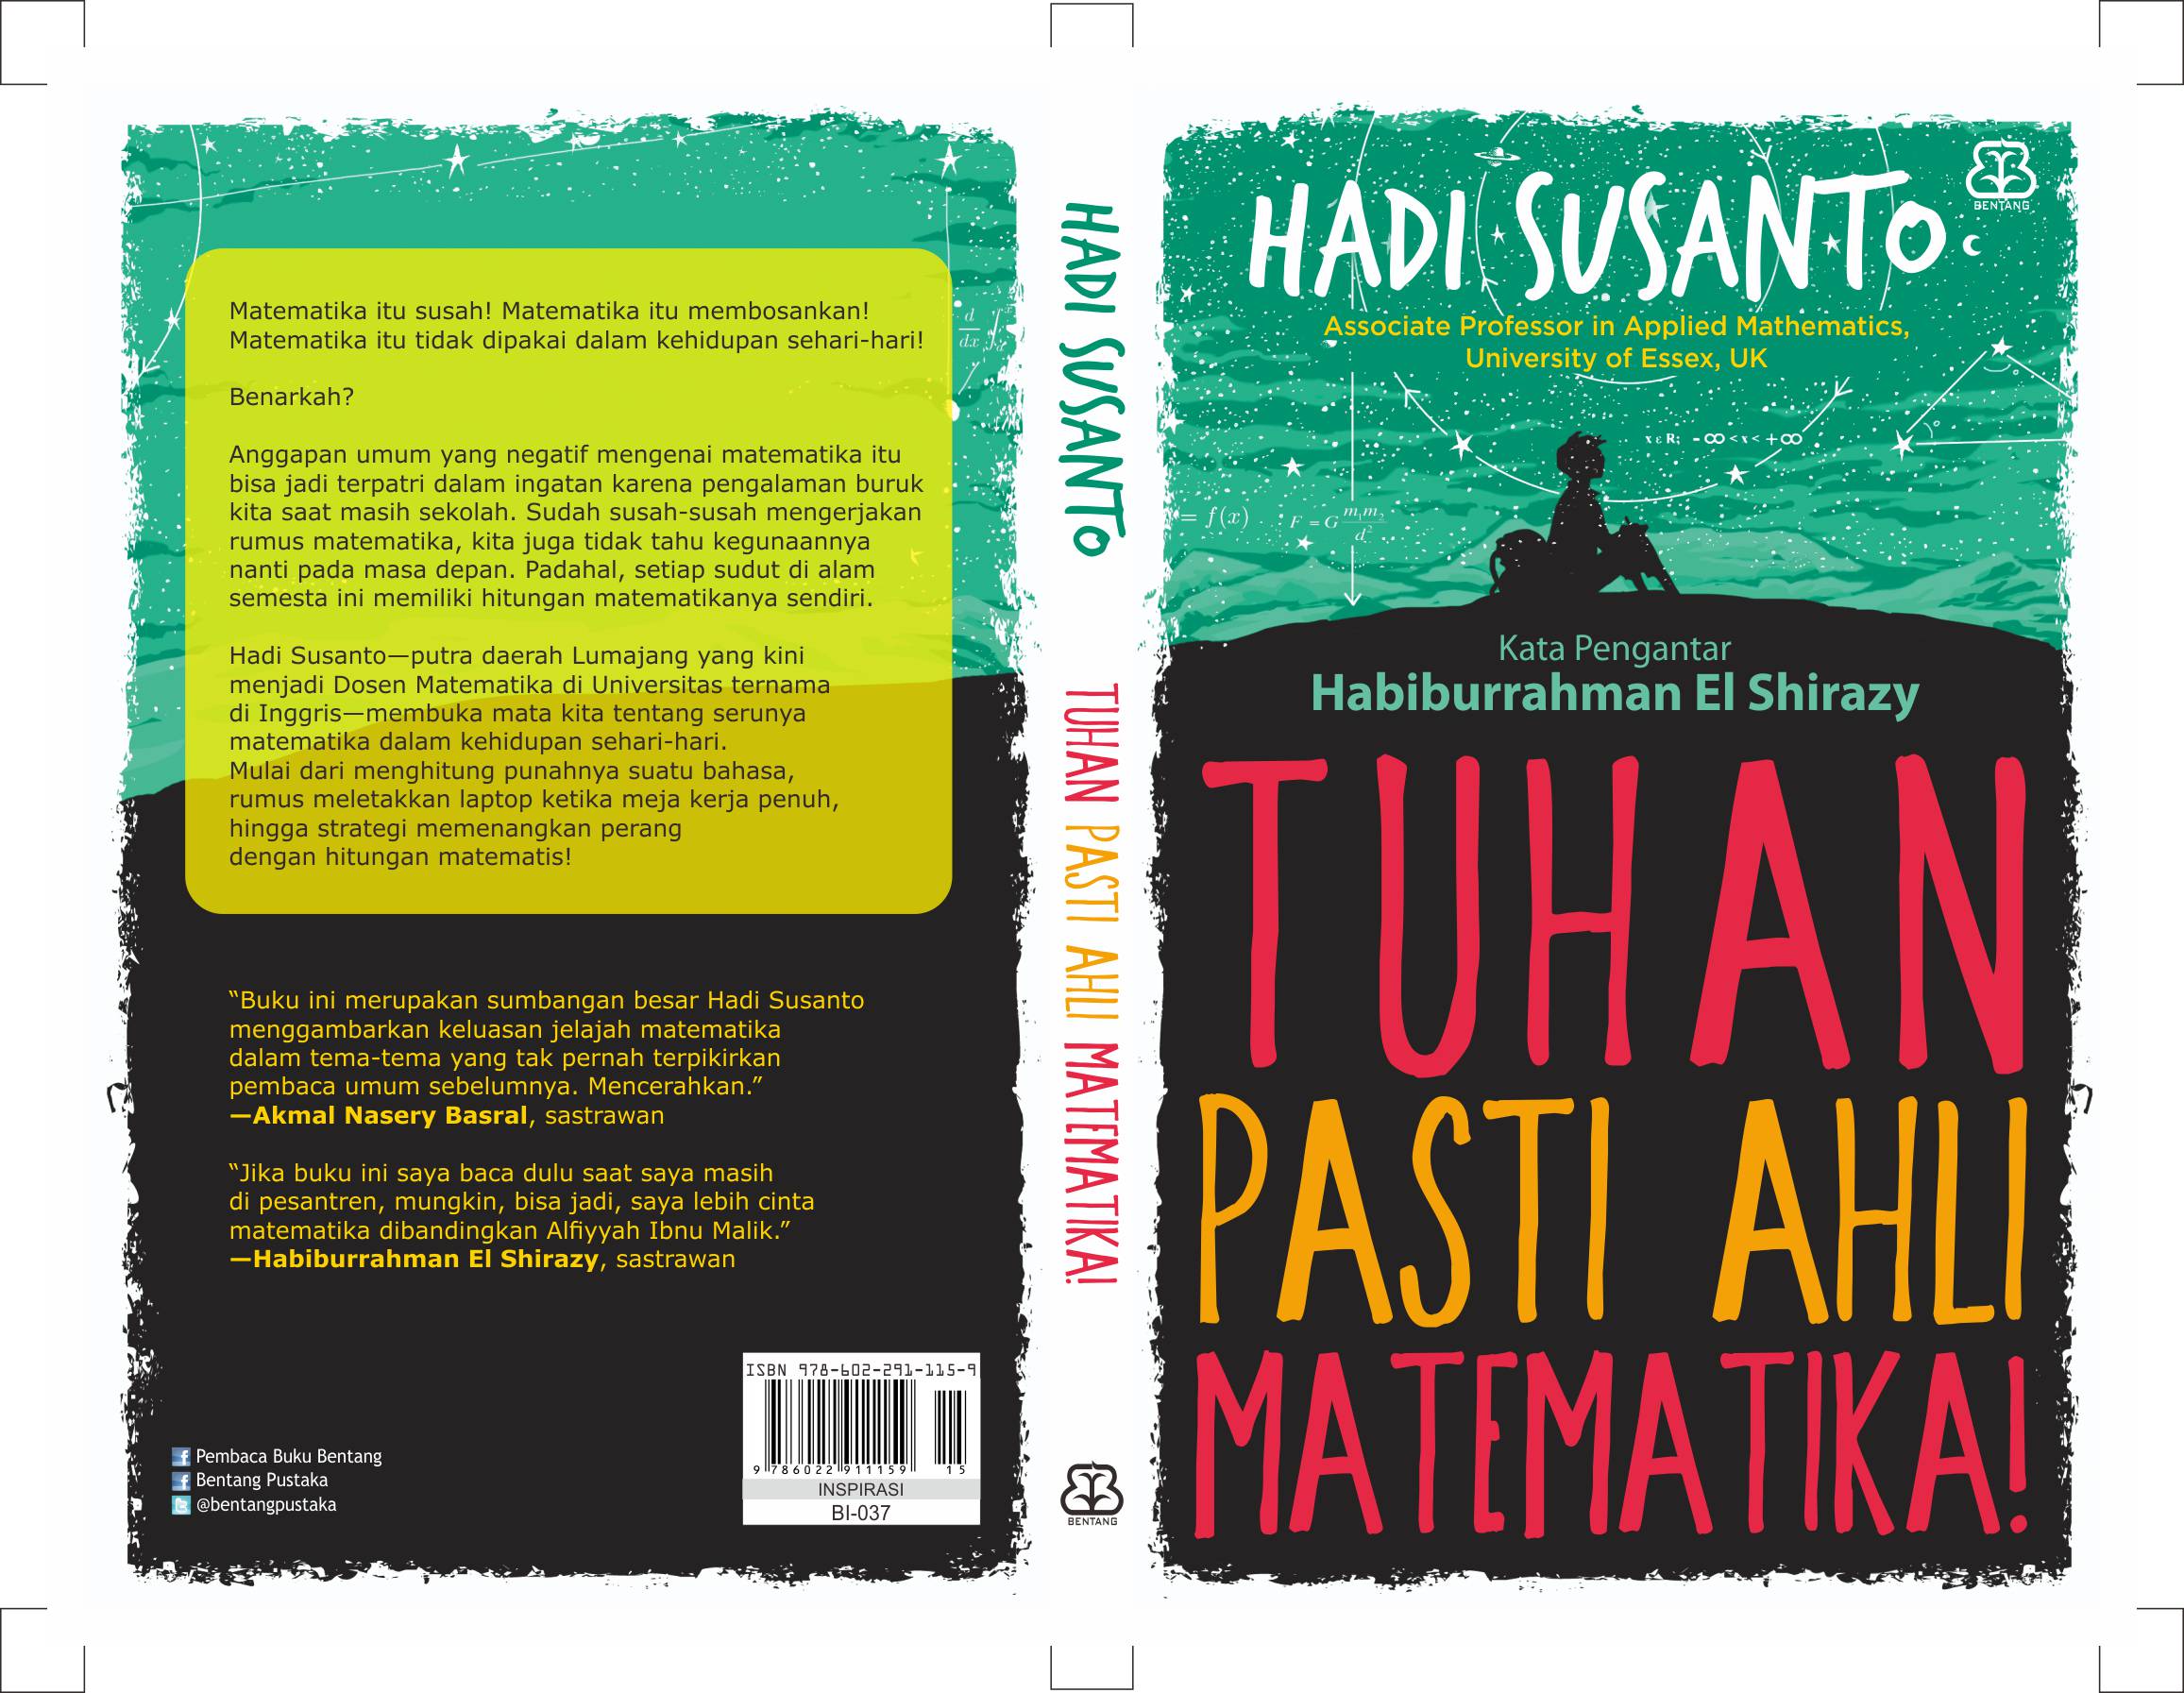 Matematika itu susah! Matematika itu membosankan!
Matematika itu tidak dipakai dalam kehidupan sehari-hari!
Benarkah?
Anggapan umum yang negatif mengenai matematika itu
bisa jadi terpatri dalam ingatan karena pengalaman buruk
kita saat masih sekolah. Sudah susah-susah mengerjakan
rumus matematika, kita juga tidak tahu kegunaannya
nanti pada masa depan. Padahal, setiap sudut di alam
semesta ini memiliki hitungan matematikanya sendiri.
Hadi Susanto—putra daerah Lumajang yang kini
menjadi Dosen Matematika di Universitas ternama
di Inggris—membuka mata kita tentang serunya
matematika dalam kehidupan sehari-hari.
Mulai dari menghitung punahnya suatu bahasa,
rumus meletakkan laptop ketika meja kerja penuh,
hingga strategi memenangkan perang
dengan hitungan matematis!
“Buku ini merupakan sumbangan besar Hadi Susanto
menggambarkan keluasan jelajah matematika
dalam tema-tema yang tak pernah terpikirkan
pembaca umum sebelumnya. Mencerahkan.”
—Akmal Nasery Basral, sastrawan
“Jika buku ini saya baca dulu saat saya masih
di pesantren, mungkin, bisa jadi, saya lebih cinta
matematika dibandingkan Alfiyyah Ibnu Malik.”
—Habiburrahman El Shirazy, sastrawan
Pembaca Buku Bentang
Bentang Pustaka
@bentangpustaka
ISBN 978-602-291-115-9
9 786022 911159 15
INSPIRASI
BI-037
d
dx
HADI SUSANTO
TUHAN PASTI AHLI MATEMATIKA!
BENTANG
BENTANG
HADI SUSANTO
Associate Professor in Applied Mathematics,
University of Essex, UK
x ε R; -∞ <x< +∞
= f(x)
F = G m₁m₂
d²
Kata Pengantar
Habiburrahman El Shirazy
TUHAN
PASTI AHLI
MATEMATIKA!